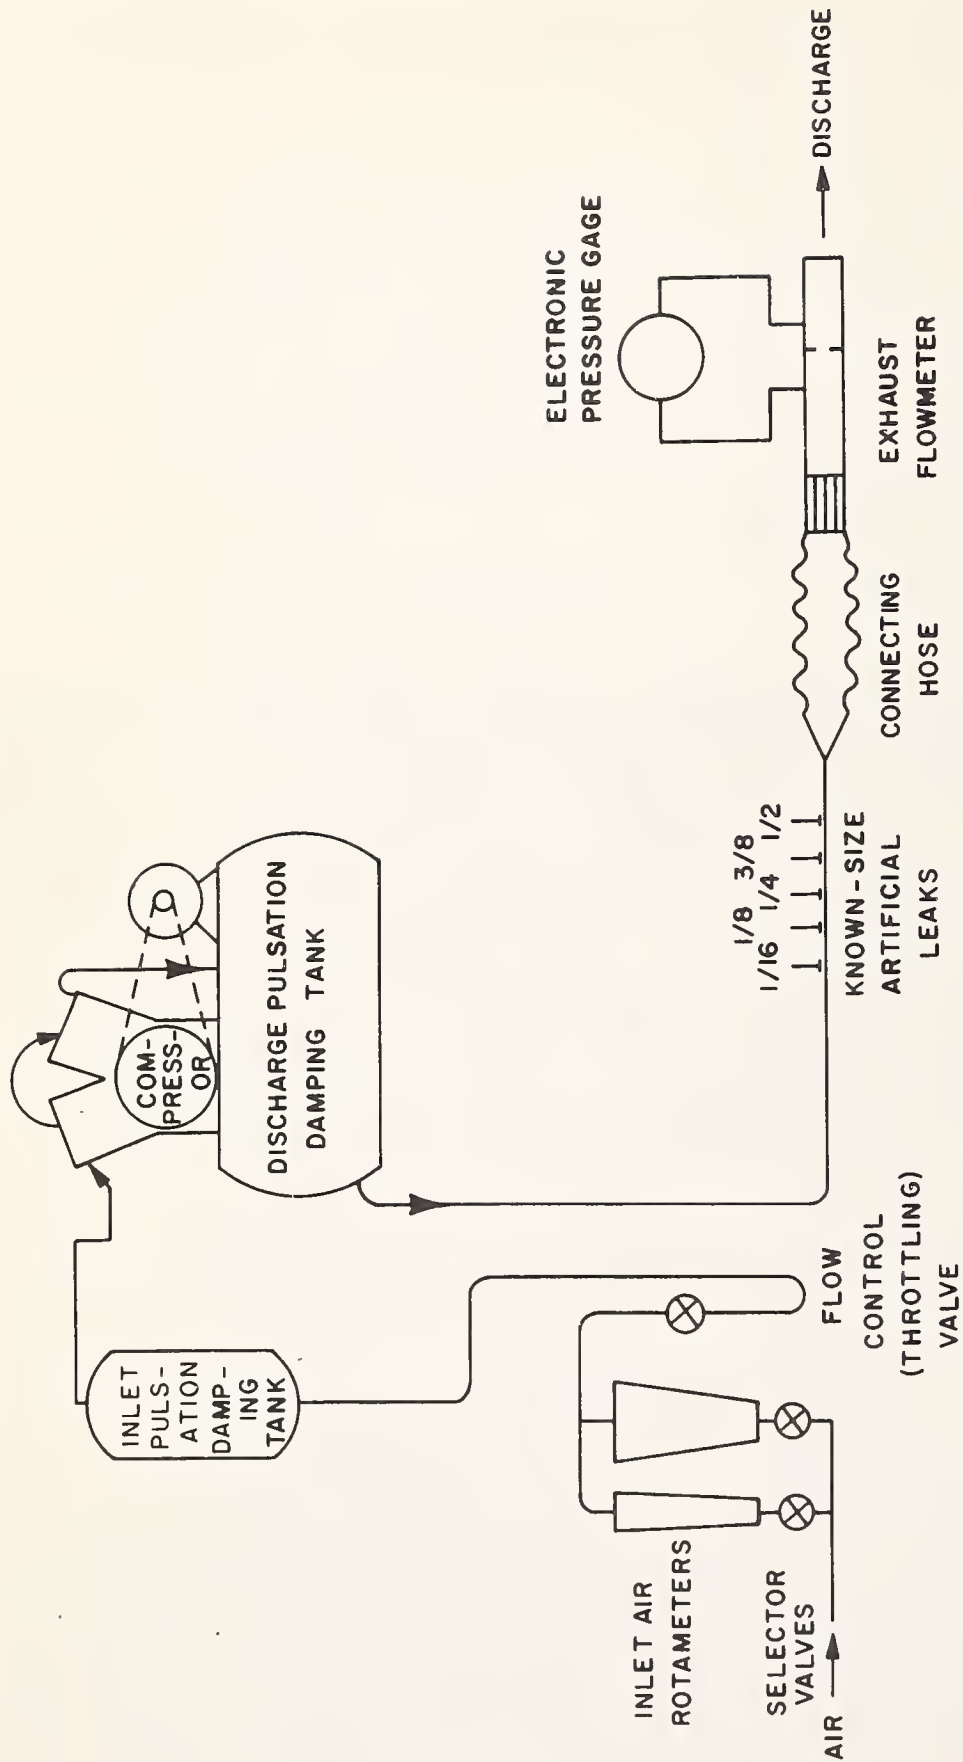 AIR
SELECTOR
VALVES
INLET AIR
ROTAMETERS
FLOW
CONTROL
(THROTTLING)
VALVE
INLET
PULS-
ATION
DAMP-
ING
TANK
COM-
PRESS-
OR
DISCHARGE PULSATION
DAMPING TANK
1/16 1/8 1/4 3/8 1/2
KNOWN-SIZE
ARTIFICIAL
LEAKS
CONNECTING
HOSE
EXHAUST
FLOWMETER
ELECTRONIC
PRESSURE GAGE
DISCHARGE